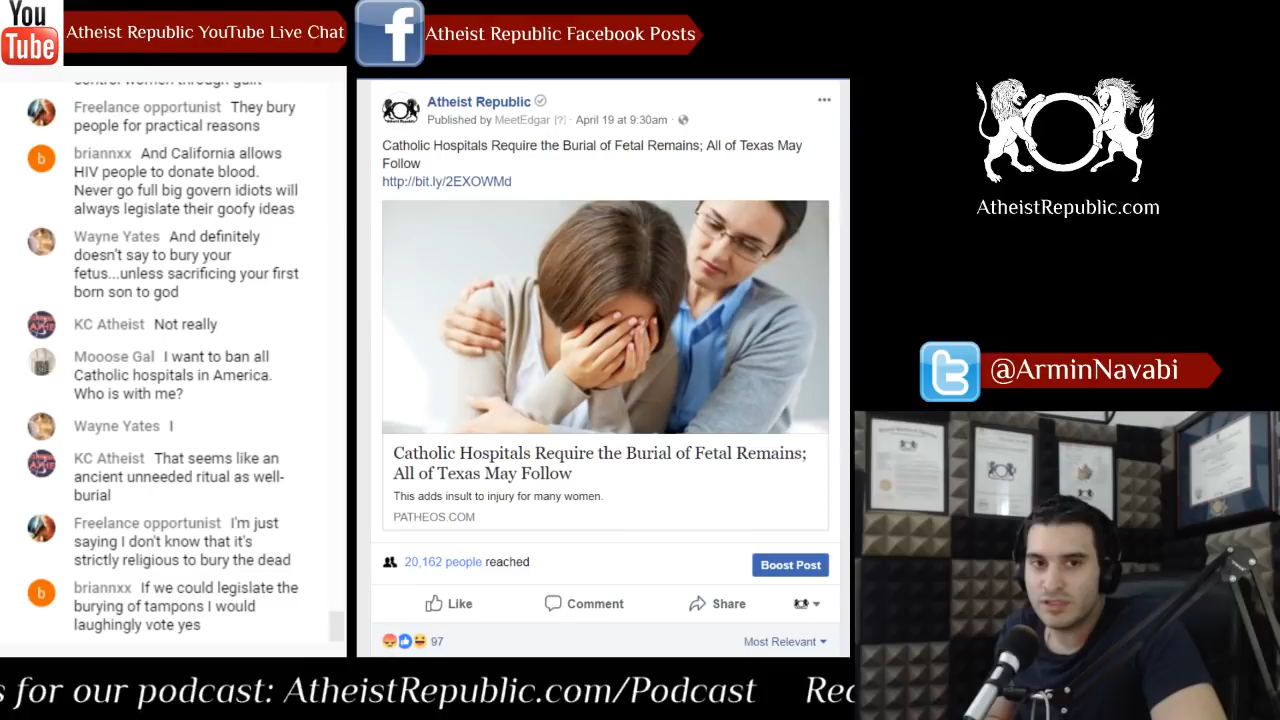 You
Tube
Atheist Republic YouTube Live Chat
Atheist Republic Facebook Posts
control women through guilt
Freelance opportunist They bury
people for practical reasons
b
briannxx And California allows
HIV people to donate blood.
Never go full big govern idiots will
always legislate their goofy ideas
Wayne Yates And definitely
doesn't say to bury your
fetus...unless sacrificing your first
born son to god
KC Atheist Not really
Mooose Gal I want to ban all
Catholic hospitals in America.
Who is with me?
Wayne Yates I
KC Atheist That seems like an
ancient unneeded ritual as well-
burial
Freelance opportunist I'm just
saying I don't know that it's
strictly religious to bury the dead
b
briannxx If we could legislate the
burying of tampons I would
laughingly vote yes
Atheist Republic
Published by MeetEdgar [?] · April 19 at 9:30am ·
Catholic Hospitals Require the Burial of Fetal Remains; All of Texas May
Follow
http://bit.ly/2EXOWMd
Catholic Hospitals Require the Burial of Fetal Remains;
All of Texas May Follow
This adds insult to injury for many women.
PATHEOS.COM
20,162 people reached
Boost Post
Like
Comment
Share
97
Most Relevant
AtheistRepublic.com
@ArminNavabi
s for our podcast: AtheistRepublic.com/Podcast
Rec